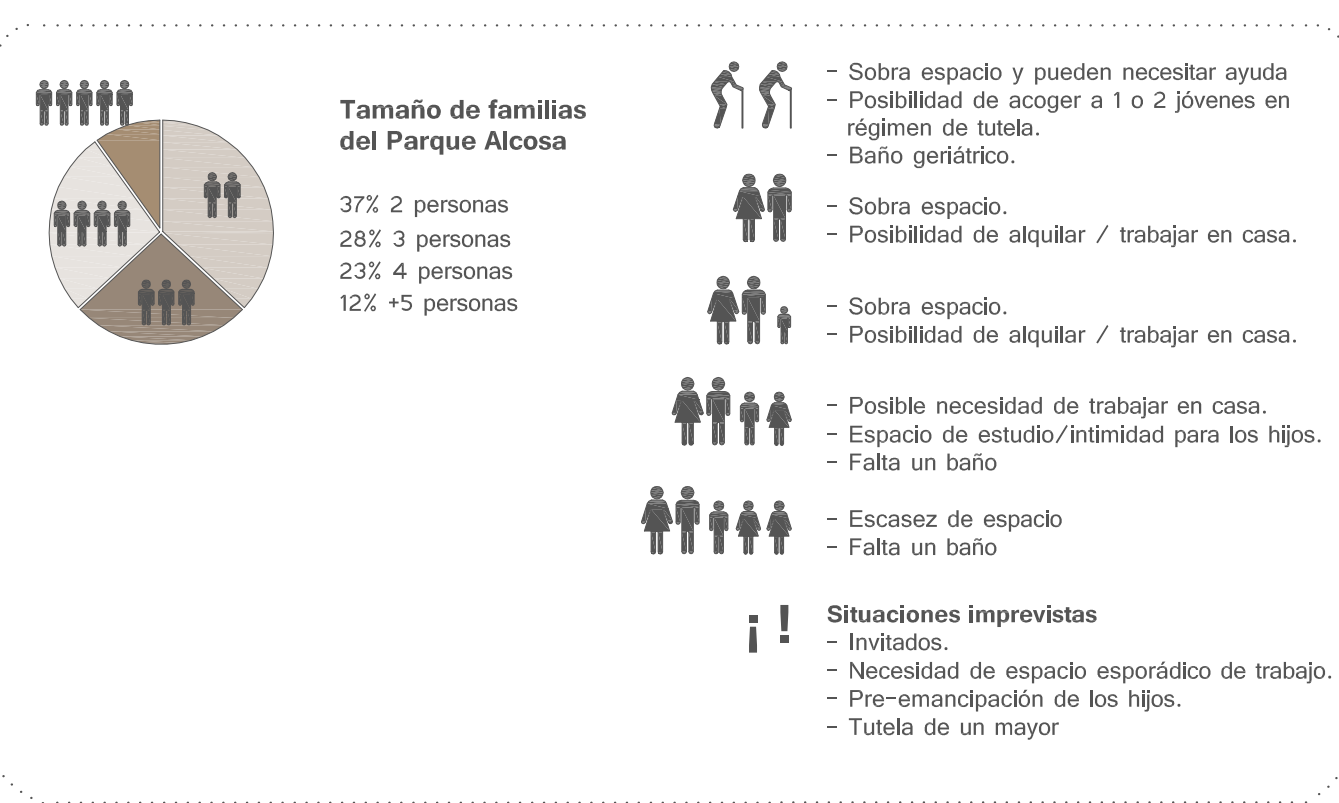 Tamaño de familias
del Parque Alcosa
37% 2 personas
28% 3 personas
23% 4 personas
12% +5 personas
- Sobra espacio y pueden necesitar ayuda
- Posibilidad de acoger a 1 o 2 jóvenes en
régimen de tutela.
- Baño geriátrico.
- Sobra espacio.
- Posibilidad de alquilar / trabajar en casa.
- Sobra espacio.
- Posibilidad de alquilar / trabajar en casa.
- Posible necesidad de trabajar en casa.
- Espacio de estudio/intimidad para los hijos.
- Falta un baño
- Escasez de espacio
- Falta un baño
¡ !
Situaciones imprevistas
- Invitados.
- Necesidad de espacio esporádico de trabajo.
- Pre-emancipación de los hijos.
- Tutela de un mayor